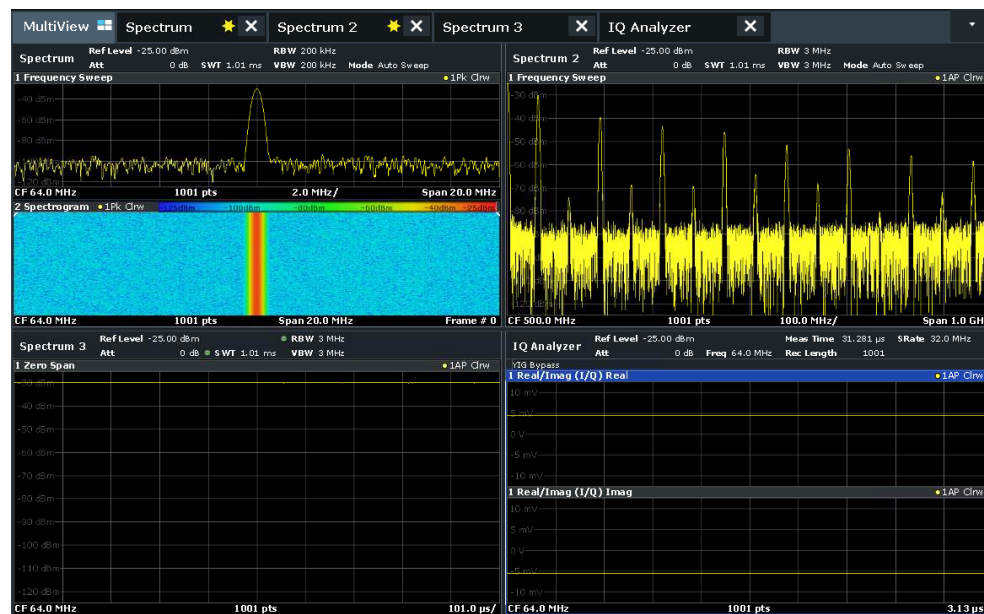 MultiView Spectrum Spectrum 2 Spectrum 3 IQ Analyzer
Spectrum
Ref Level -25.00 dBm RBW 200 kHz
Att 0 dB SWT 1.01 ms VBW 200 kHz Mode Auto Sweep
1 Frequency Sweep 1Pk Clrw
-40 dBm
-60 dBm
-80 dBm
-120 dBm
CF 64.0 MHz 1001 pts 2.0 MHz/ Span 20.0 MHz
2 Spectrogram 1Pk Clrw -125dBm -100dBm -80dBm -60dBm -40dBm -25dBm
CF 64.0 MHz 1001 pts Span 20.0 MHz Frame # 0
Spectrum 2
Ref Level -25.00 dBm RBW 3 MHz
Att 0 dB SWT 1.01 ms VBW 3 MHz Mode Auto Sweep
1 Frequency Sweep 1AP Clrw
-30 dBm
-40 dBm
-50 dBm
-70 dBm
-80 dBm
-120 dBm
CF 500.0 MHz 1001 pts 100.0 MHz/ Span 1.0 GH
Spectrum 3
Ref Level -25.00 dBm RBW 3 MHz
Att 0 dB SWT 1.01 ms VBW 3 MHz
1 Zero Span 1AP Clrw
-30 dBm
-40 dBm
-50 dBm
-60 dBm
-70 dBm
-80 dBm
-90 dBm
-100 dBm
-110 dBm
-120 dBm
CF 64.0 MHz 1001 pts 101.0 µs/
IQ Analyzer
Ref Level -25.00 dBm Meas Time 31.281 µs SRate 32.0 MHz
Att 0 dB Freq 64.0 MHz Rec Length 1001
YIG Bypass
1 Real/Imag (I/Q) Real 1AP Clrw
10 mV
5 mV
0 V
-5 mV
-10 mV
1 Real/Imag (I/Q) Imag 1AP Clrw
10 mV
5 mV
0 V
-5 mV
-10 mV
CF 64.0 MHz 1001 pts 3.13 µs